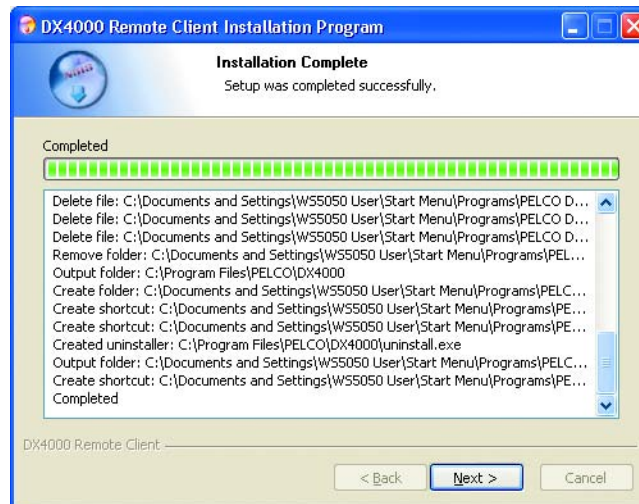 DX4000 Remote Client Installation Program
Installation Complete
Setup was completed successfully.
Completed
Delete file: C:\Documents and Settings\WS5050 User\Start Menu\Programs\PELCO D...
Delete file: C:\Documents and Settings\WS5050 User\Start Menu\Programs\PELCO D...
Delete file: C:\Documents and Settings\WS5050 User\Start Menu\Programs\PELCO D...
Remove folder: C:\Documents and Settings\WS5050 User\Start Menu\Programs\PEL...
Output folder: C:\Program Files\PELCO\DX4000
Create folder: C:\Documents and Settings\WS5050 User\Start Menu\Programs\PELC...
Create shortcut: C:\Documents and Settings\WS5050 User\Start Menu\Programs\PE...
Create shortcut: C:\Documents and Settings\WS5050 User\Start Menu\Programs\PE...
Created uninstaller: C:\Program Files\PELCO\DX4000\uninstall.exe
Output folder: C:\Documents and Settings\WS5050 User\Start Menu\Programs\PELC...
Create shortcut: C:\Documents and Settings\WS5050 User\Start Menu\Programs\PE...
Completed
DX4000 Remote Client
< Back
Next >
Cancel